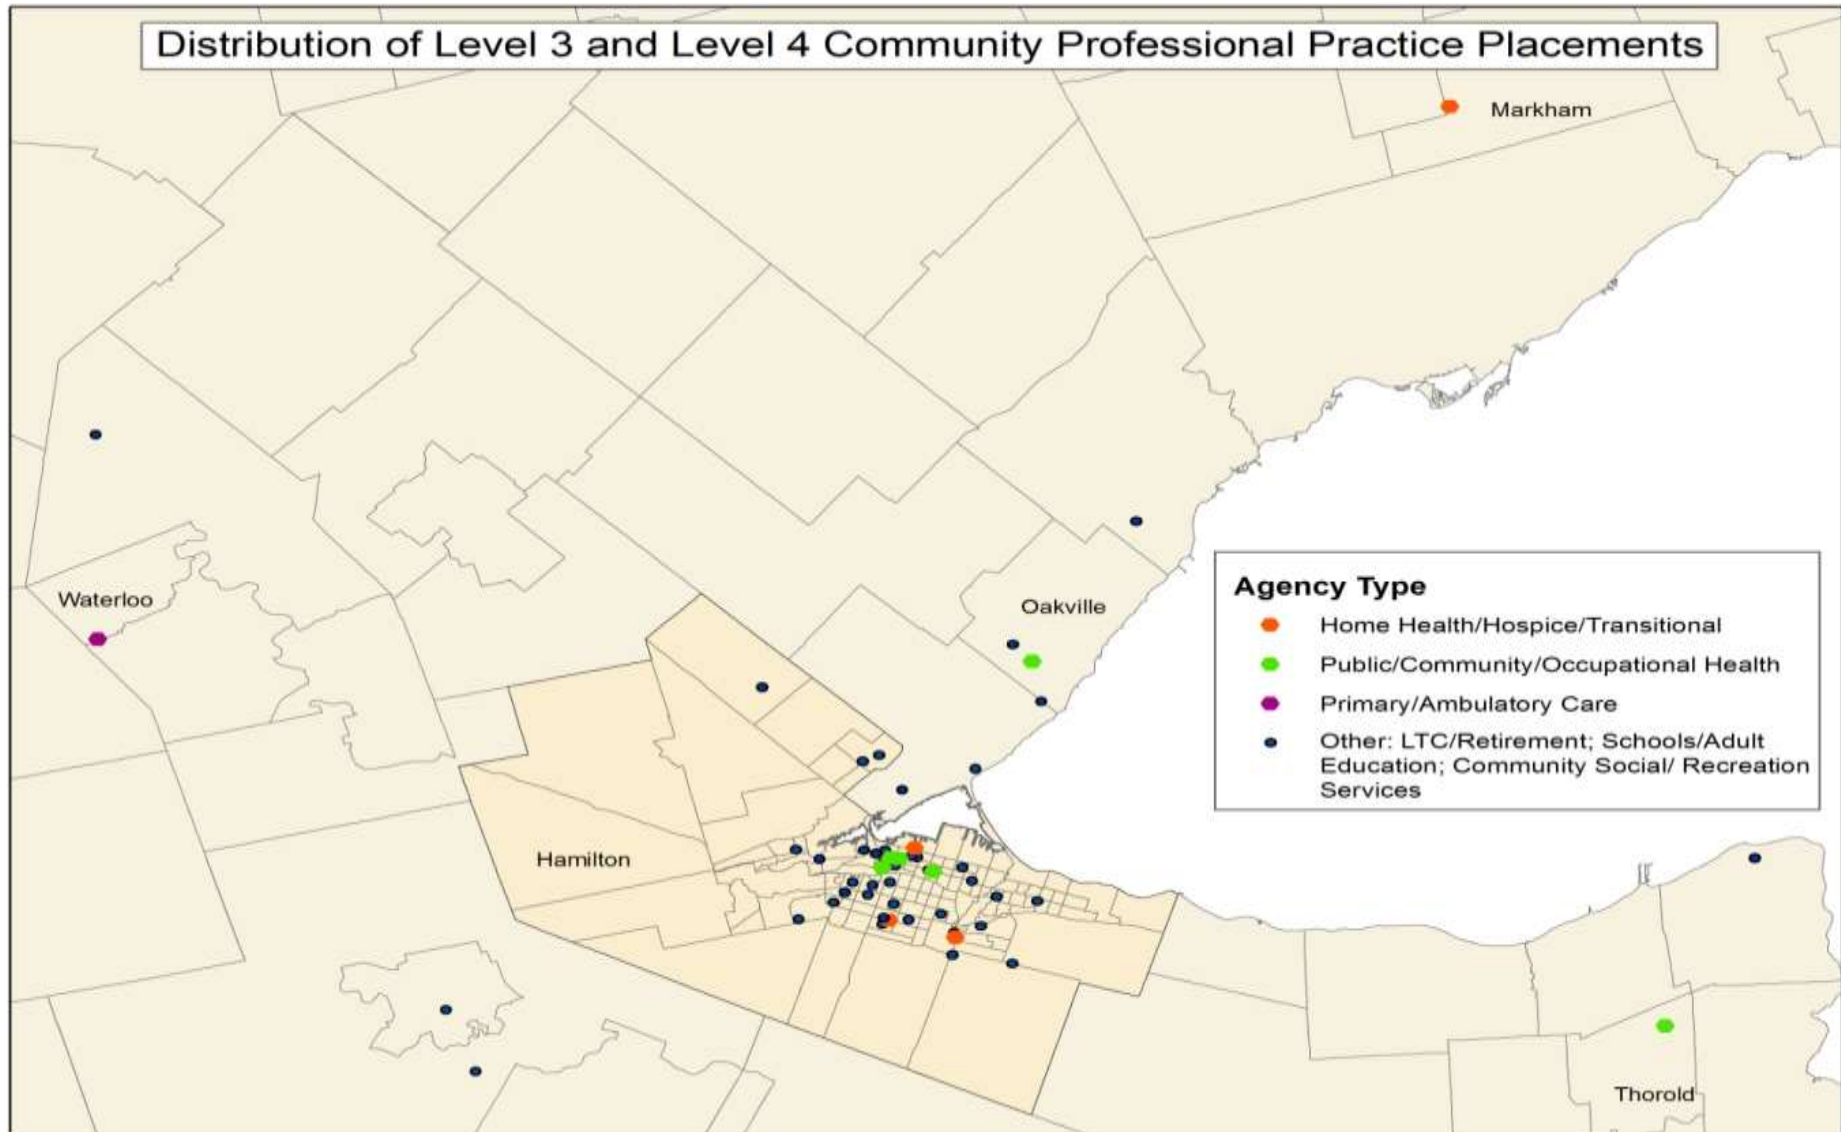 Distribution of Level 3 and Level 4 Community Professional Practice Placements
Markham
Waterloo
Oakville
Hamilton
Thorold
Agency Type
Home Health/Hospice/Transitional
Public/Community/Occupational Health
Primary/Ambulatory Care
Other: LTC/Retirement; Schools/Adult
Education; Community Social/ Recreation
Services